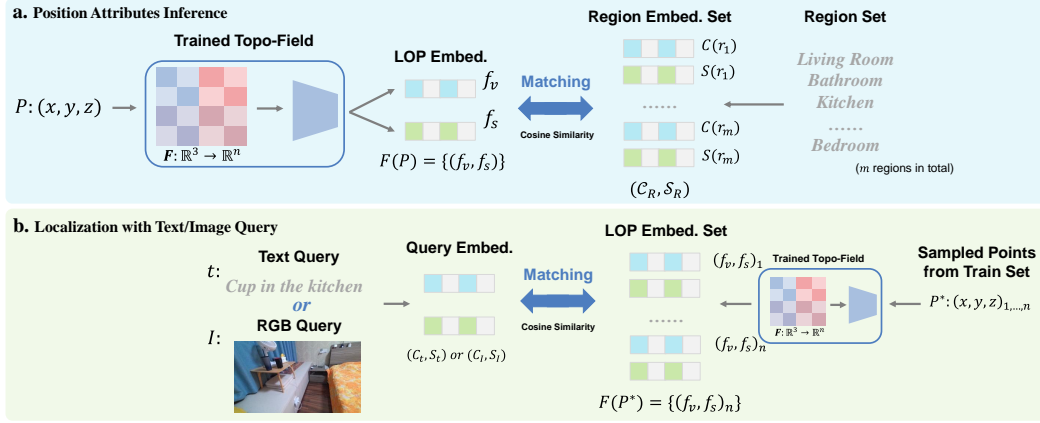 a. Position Attributes Inference
Trained Topo-Field
P: (x, y, z)
F: ℝ³ → ℝⁿ
LOP Embed.
f_v
f_s
F(P) = {(f_v, f_s)}
Matching
Cosine Similarity
Region Embed. Set
C(r_1)
S(r_1)
......
C(r_m)
S(r_m)
(𝒞_R, 𝒮_R)
Region Set
Living Room
Bathroom
Kitchen
......
Bedroom
(m regions in total)
b. Localization with Text/Image Query
Text Query
t:
Cup in the kitchen
or
RGB Query
I:
Query Embed.
(C_t, S_t) or (C_I, S_I)
Matching
Cosine Similarity
LOP Embed. Set
(f_v, f_s)_1
......
(f_v, f_s)_n
F(P*) = {(f_v, f_s)_n}
Trained Topo-Field
F: ℝ³ → ℝⁿ
Sampled Points
from Train Set
P*: (x, y, z)_1,...,n